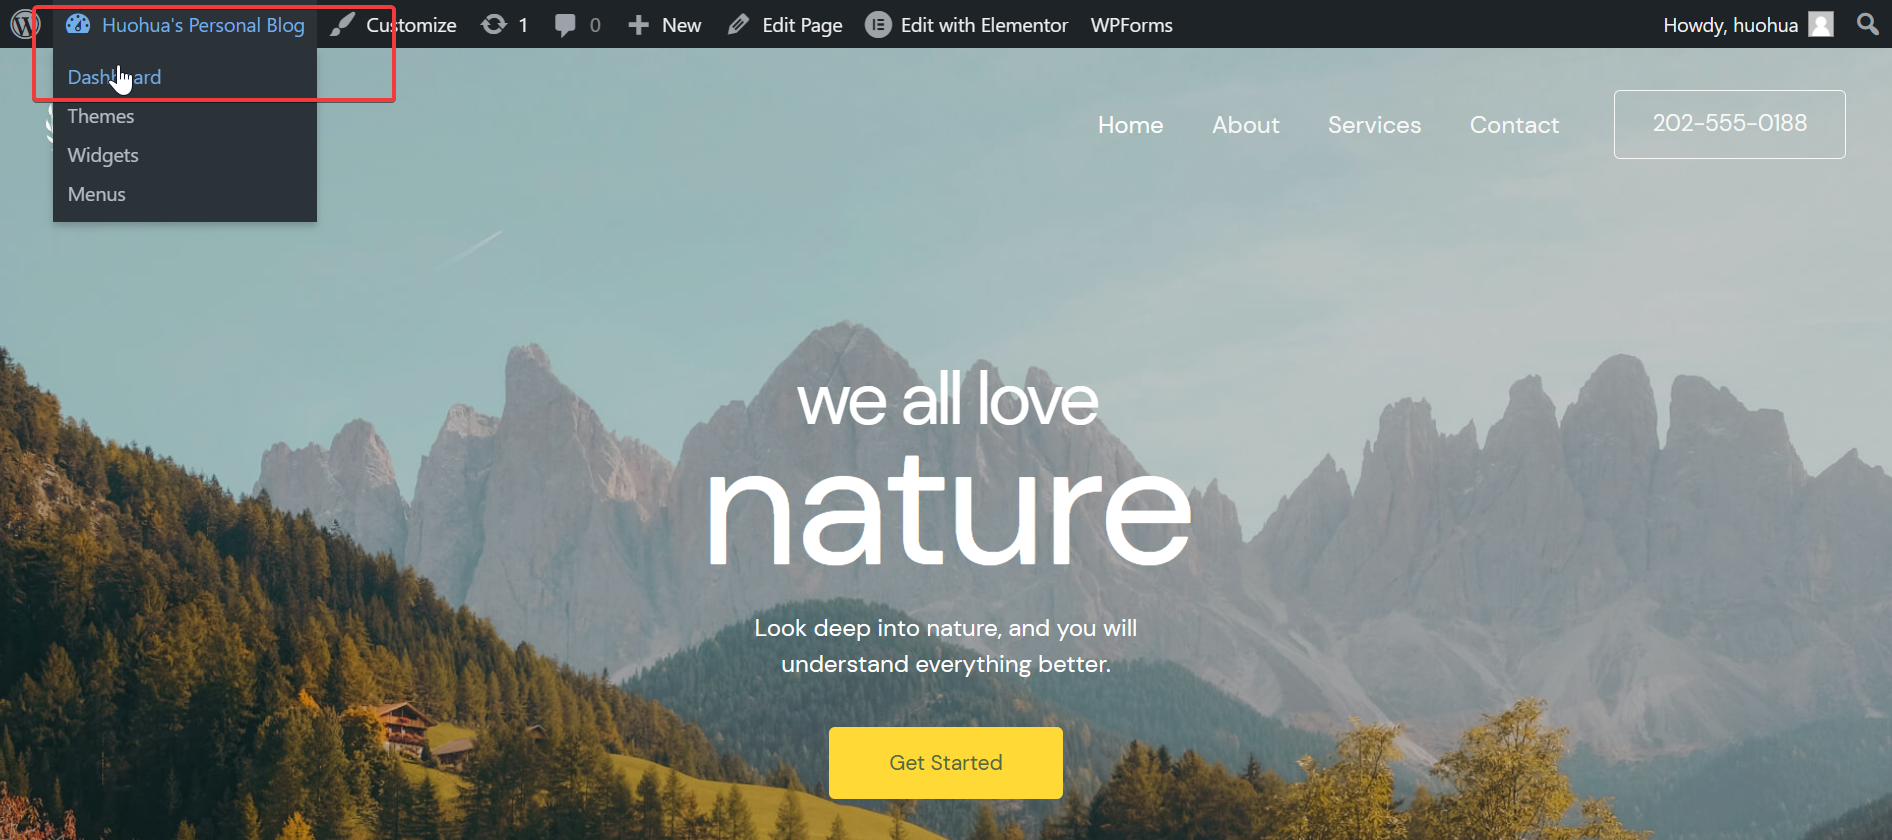 Huohua's Personal Blog Customize 1 0 New Edit Page Edit with Elementor WPForms Howdy, huohua
Dashboard
Themes
Widgets
Menus
Home About Services Contact 202-555-0188
we all love
nature
Look deep into nature, and you will
understand everything better.
Get Started